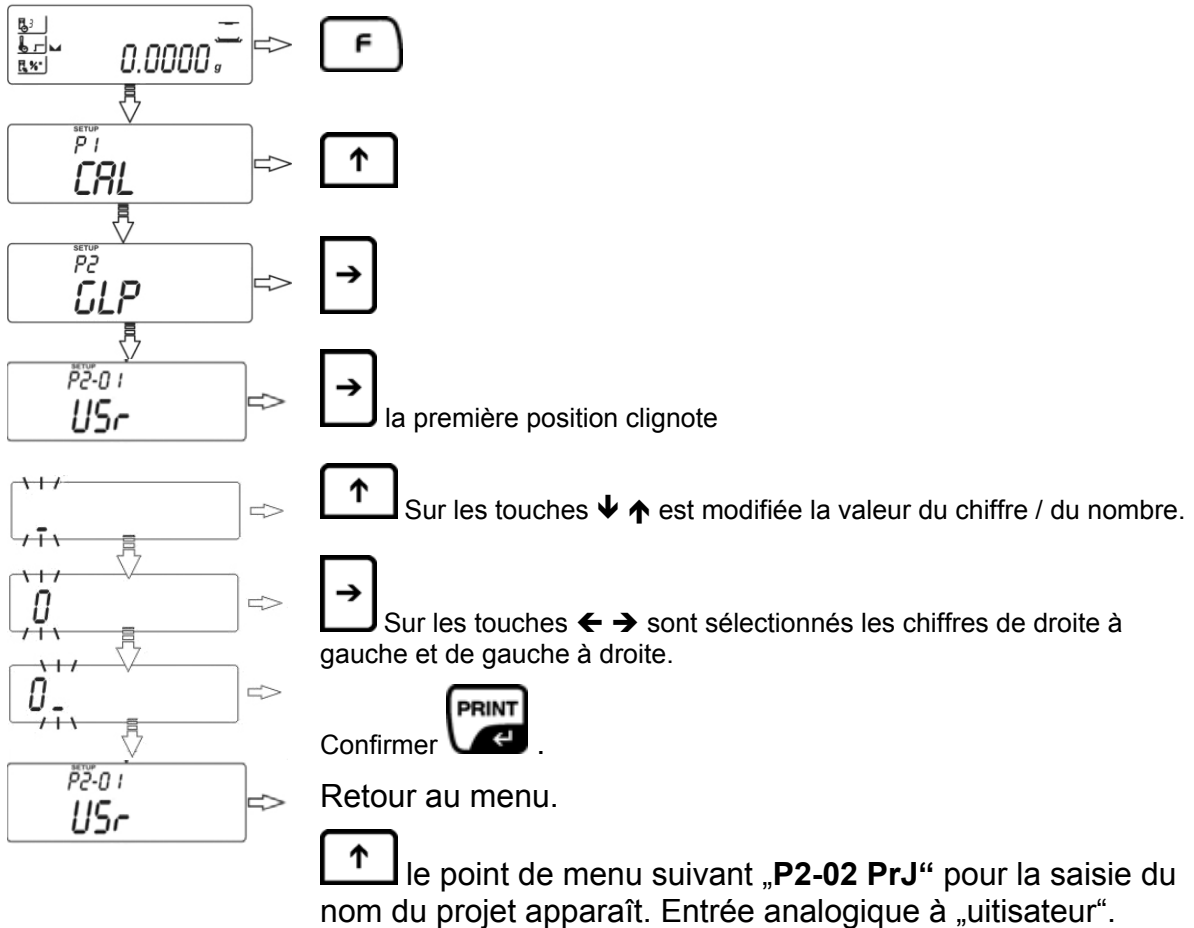 3
%
0.0000 g
F
SETUP
P1
CAL
↑
SETUP
P2
GLP
→
SETUP
P2-01
USr
→ la première position clignote
-
↑ Sur les touches ↓ ↑ est modifiée la valeur du chiffre / du nombre.
0
→ Sur les touches ← → sont sélectionnés les chiffres de droite à
gauche et de gauche à droite.
0_
Confirmer PRINT ↵ .
SETUP
P2-01
USr
Retour au menu.
↑ le point de menu suivant „P2-02 PrJ“ pour la saisie du
nom du projet apparaît. Entrée analogique à „uitisateur“.